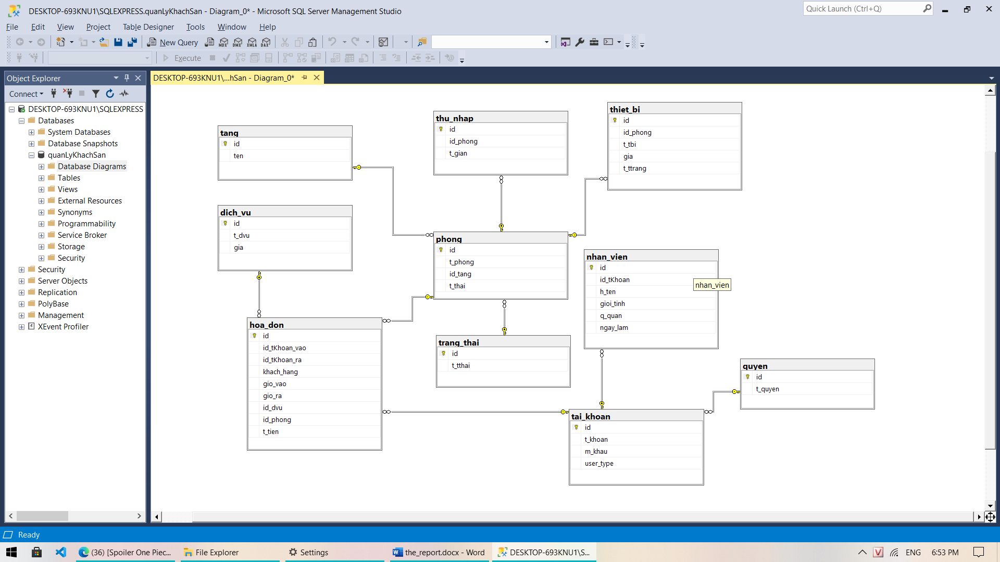 DESKTOP-693KNU1\SQLEXPRESS.quanLyKhachSan - Diagram_0* - Microsoft SQL Server Management Studio
Quick Launch (Ctrl+Q)
File Edit View Project Table Designer Tools Window Help
New Query MDX DMX XMLA DAX
Execute
Object Explorer
Connect
DESKTOP-693KNU1\SQLEXPRESS
Databases
System Databases
Database Snapshots
quanLyKhachSan
Database Diagrams
Tables
Views
External Resources
Synonyms
Programmability
Service Broker
Storage
Security
Security
Server Objects
Replication
PolyBase
Management
XEvent Profiler
DESKTOP-693KNU1\...hSan - Diagram_0*
tang
id
ten
thu_nhap
id
id_phong
t_gian
thiet_bi
id
id_phong
t_tbi
gia
t_ttrang
dich_vu
id
t_dvu
gia
phong
id
t_phong
id_tang
t_thai
nhan_vien
id
id_tKhoan
h_ten
gioi_tinh
q_quan
ngay_lam
nhan_vien
hoa_don
id
id_tKhoan_vao
id_tKhoan_ra
khach_hang
gio_vao
gio_ra
id_dvu
id_phong
t_tien
trang_thai
id
t_tthai
quyen
id
t_quyen
tai_khoan
id
t_khoan
m_khau
user_type
Ready
(36) [Spoiler One Piec...
File Explorer
Settings
the_report.docx - Word
DESKTOP-693KNU1\S...
V
ENG
6:53 PM